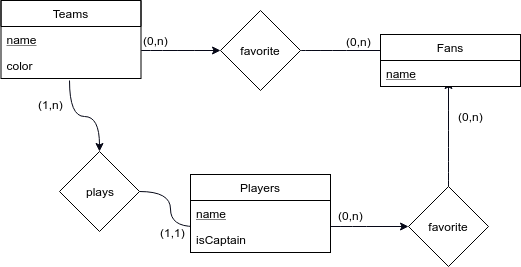 Teams
name
color
(0,n)
favorite
(0,n)
Fans
name
(1,n)
plays
(1,1)
Players
name
isCaptain
(0,n)
favorite
(0,n)